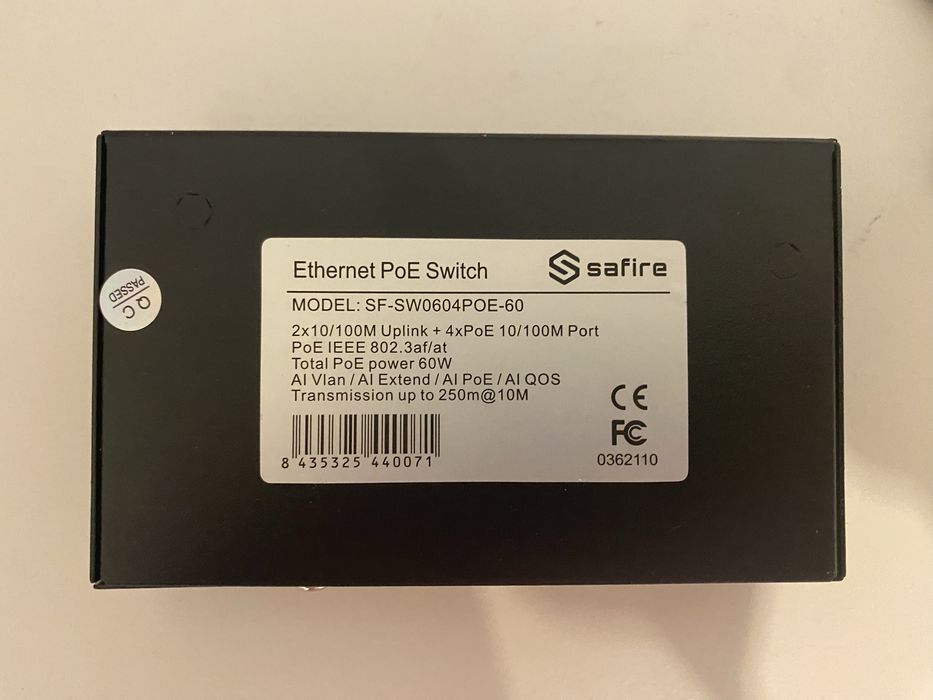 Ethernet PoE Switch
safire
MODEL: SF-SW0604POE-60
2x10/100M Uplink + 4xPoE 10/100M Port
PoE IEEE 802.3af/at
Total PoE power 60W
AI Vlan / AI Extend / AI PoE / AI QOS
Transmission up to 250m@10M
CE
FC
8 435325 440071
0362110
QC
PASSED